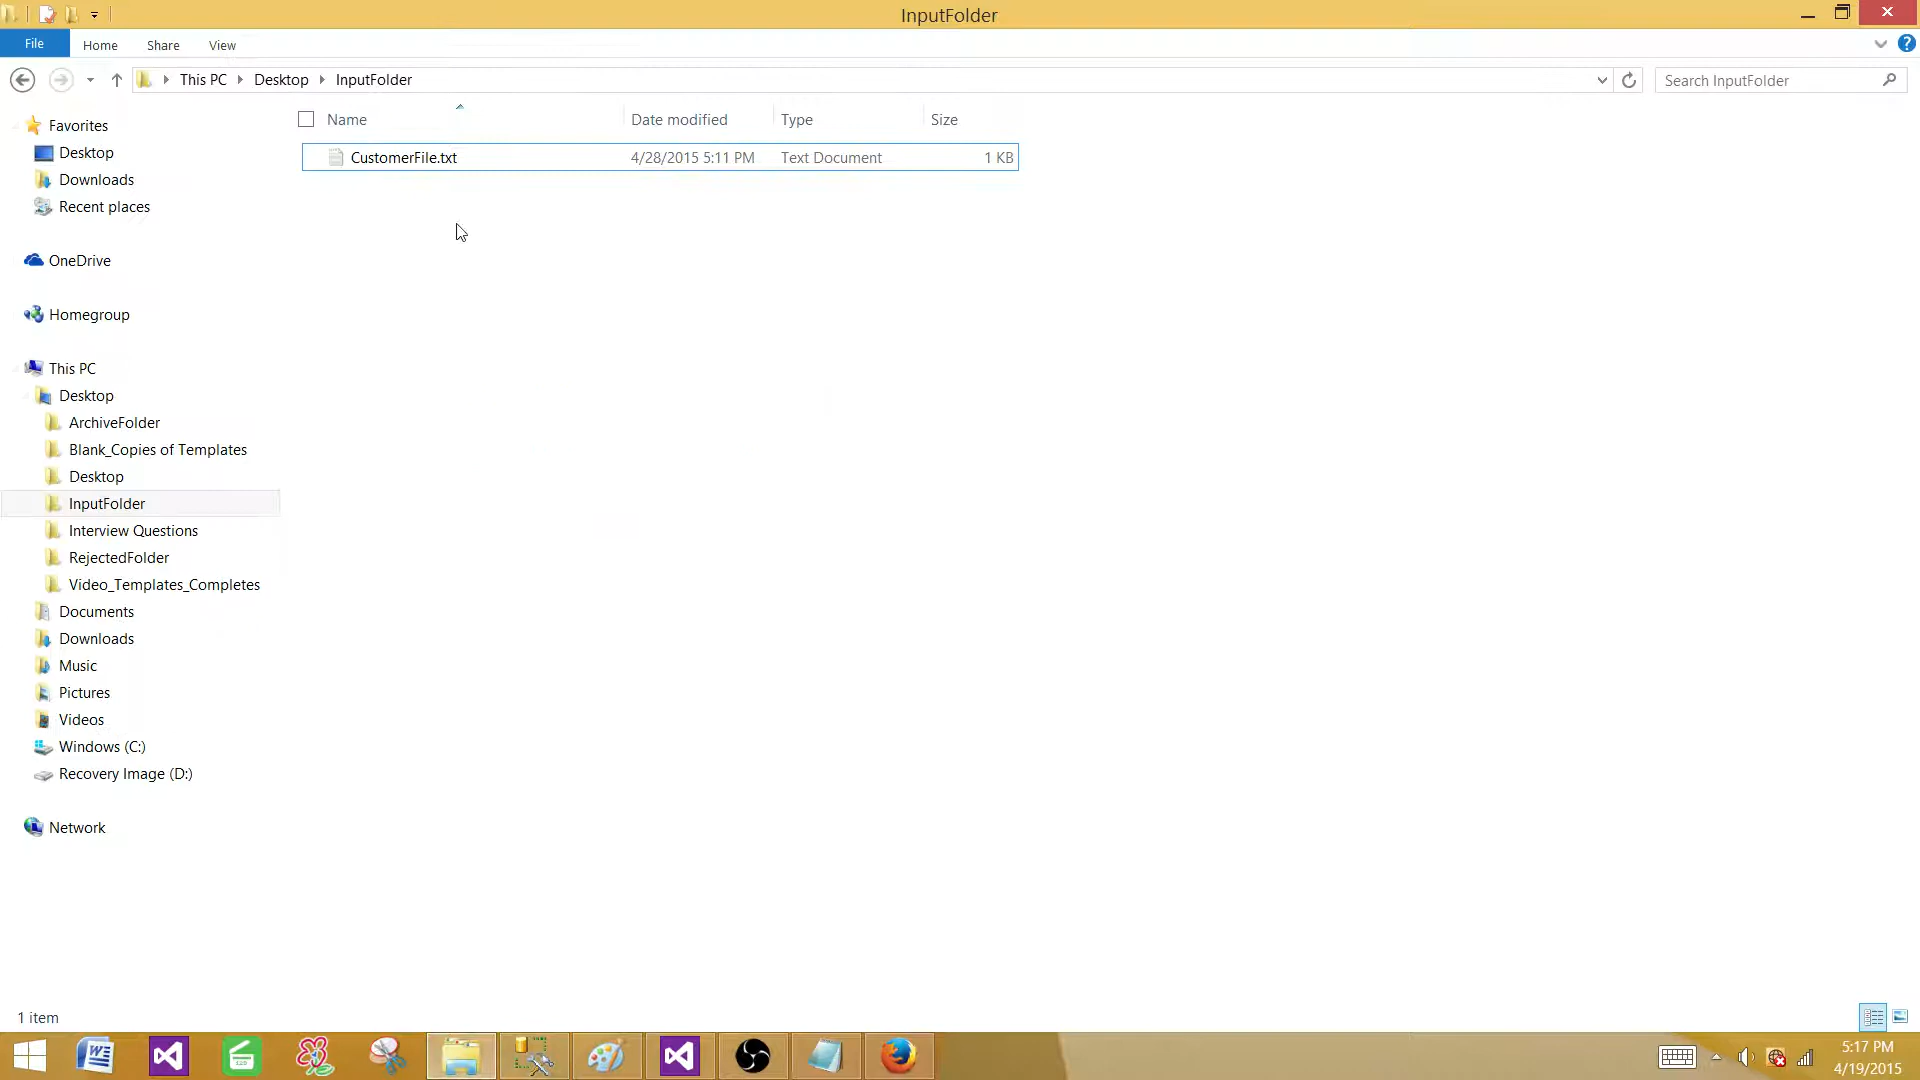 InputFolder
File Home Share View
This PC Desktop InputFolder
Search InputFolder
Name Date modified Type Size
CustomerFile.txt 4/28/2015 5:11 PM Text Document 1 KB
Favorites
Desktop
Downloads
Recent places
OneDrive
Homegroup
This PC
Desktop
ArchiveFolder
Blank_Copies of Templates
Desktop
InputFolder
Interview Questions
RejectedFolder
Video_Templates_Completes
Documents
Downloads
Music
Pictures
Videos
Windows (C:)
Recovery Image (D:)
Network
1 item
5:17 PM
4/19/2015